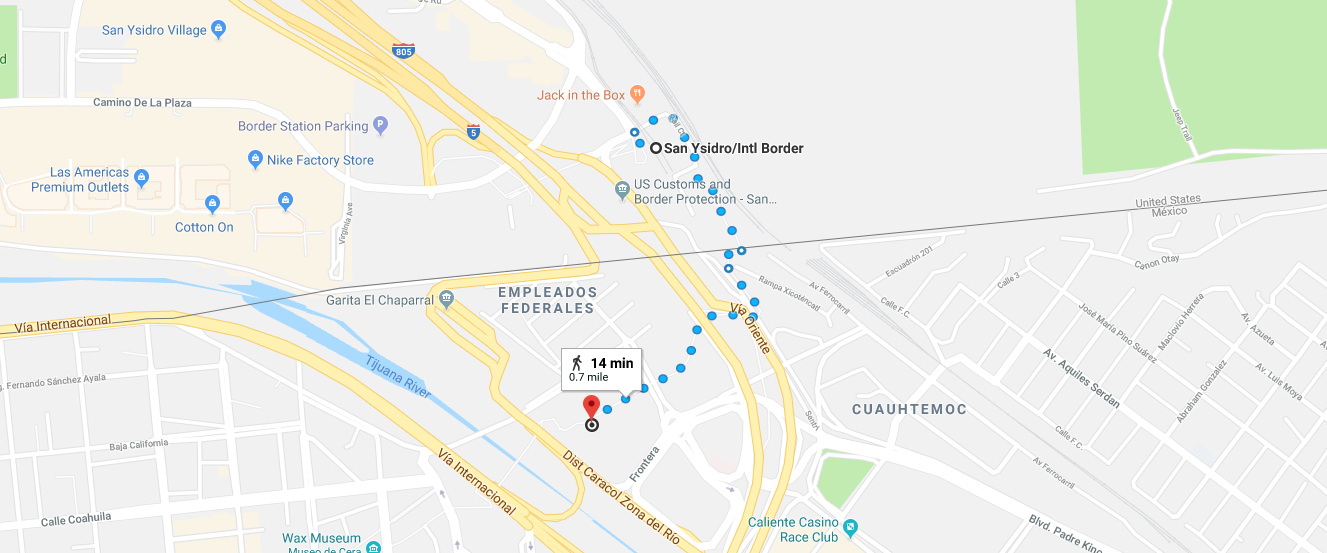 San Ysidro Village
805
Camino De La Plaza
Jack in the Box
Border Station Parking
P
5
San Ysidro/Intl Border
Nike Factory Store
Las Americas
Premium Outlets
US Customs and
Border Protection - San...
Jeep Trail
Cotton On
Virginia Ave
United States
México
Escuadrón 201
Cañon Otay
Calle 3
Garita El Chaparral
EMPLEADOS
FEDERALES
Rampa Xicoténcatl
Av Ferrocarril
Calle F.C.
Vía Internacional
Vía Oriente
José María Pino Suárez
Maclovio Herrera
Av. Azueta
Tijuana River
14 min
0.7 mile
Av. Aquiles Serdan
Abraham Gonzalez
Av. Luis Moya
g. Fernando Sánchez Ayala
CUAUHTEMOC
Baja California
Calle F.C.
Vía Internacional
Frontera
Av Ferrocarril
Dist Caracol Zona del Río
Calle Coahuila
Caliente Casino
Race Club
Blvd. Padre Kino
Wax Museum
Museo de Cera